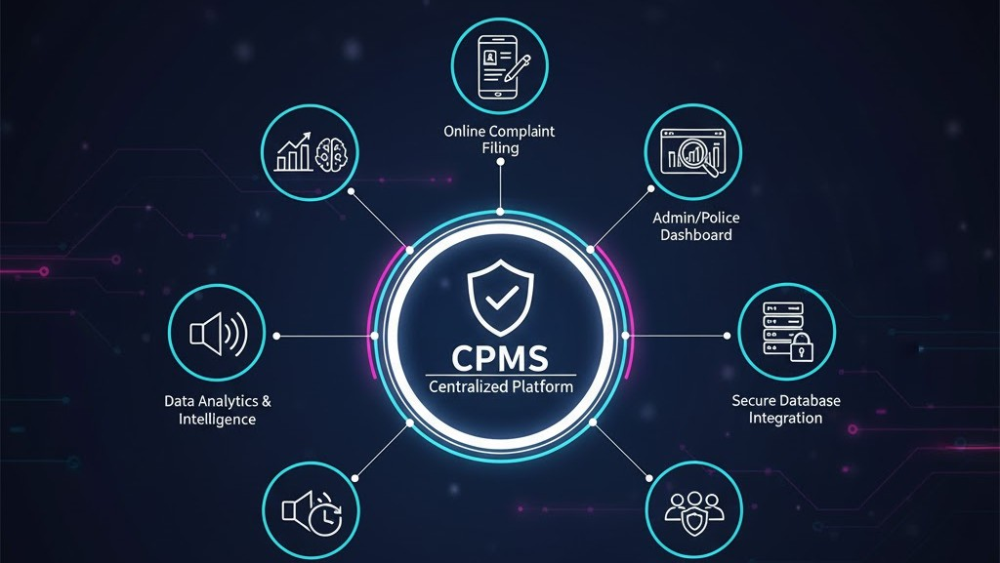 Online Complaint
Filing
Admin/Police
Dashboard
CPMS
Centralized Platform
Data Analytics &
Intelligence
Secure Database
Integration